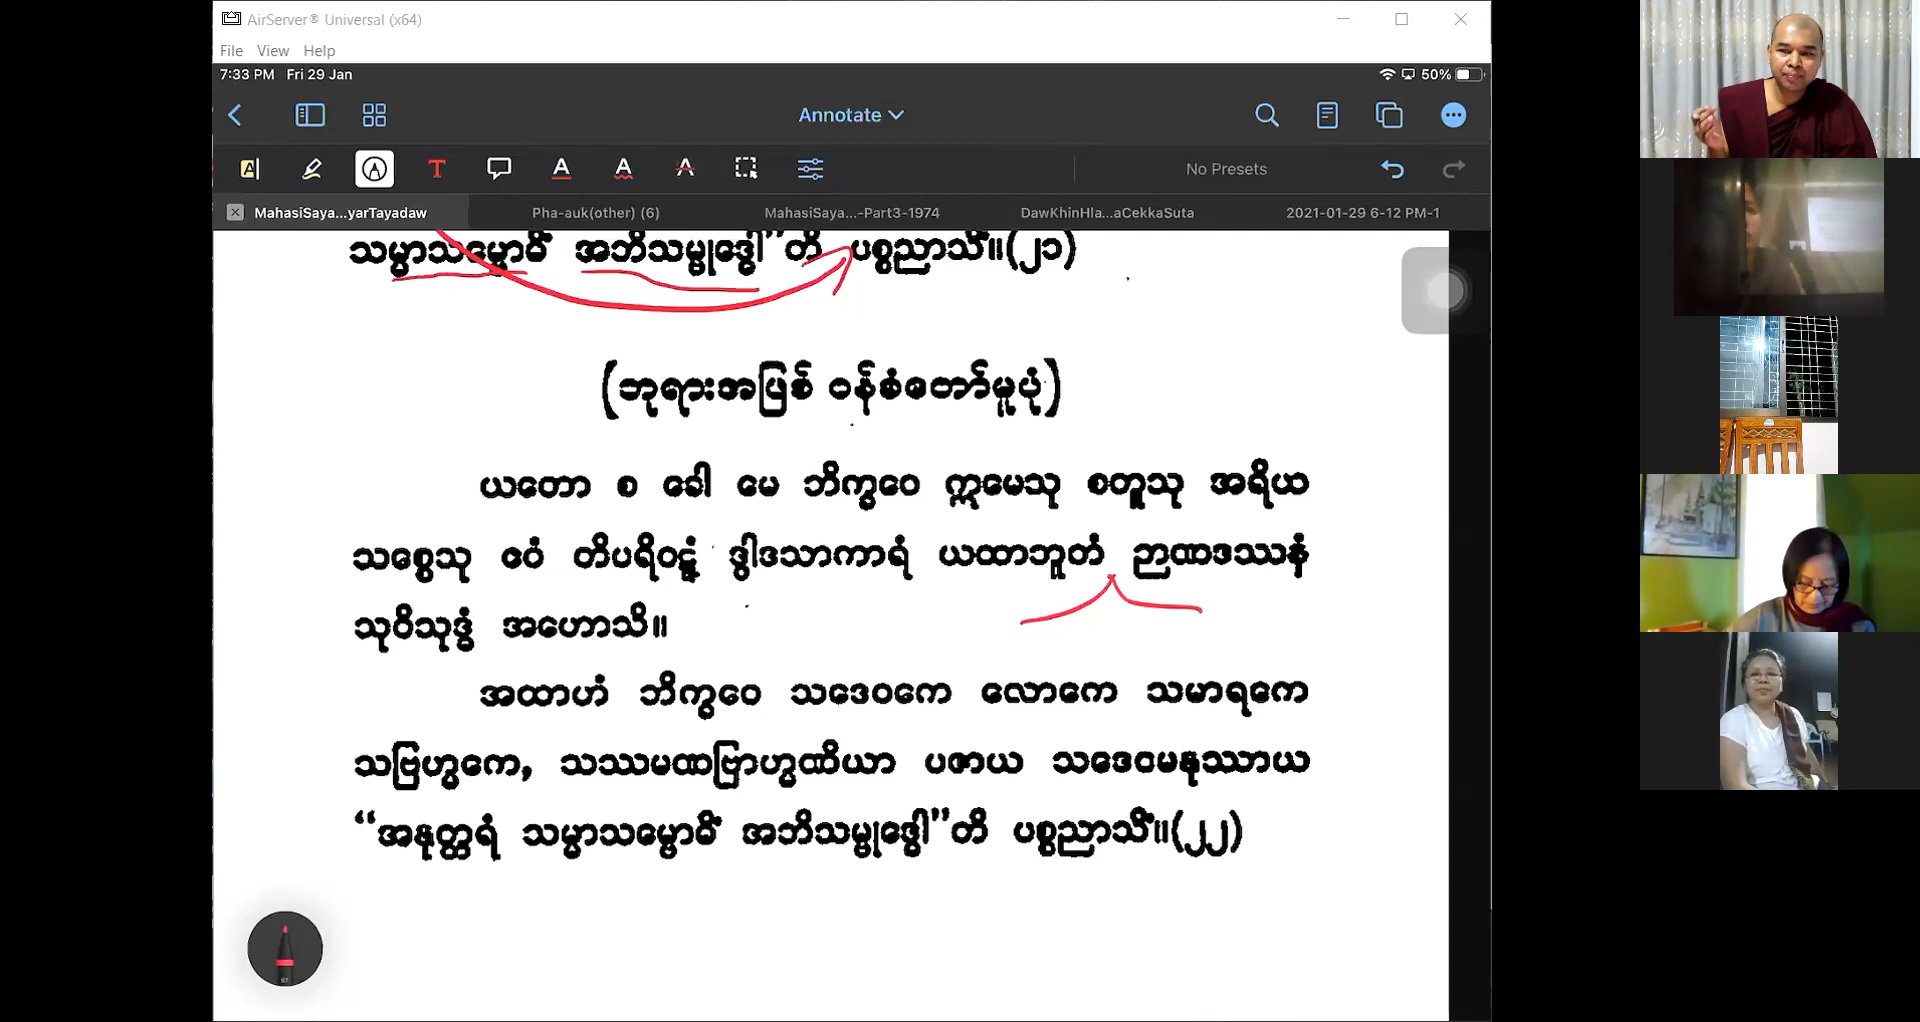 AirServer® Universal (x64)
File View Help
7:33 PM Fri 29 Jan
50%
Annotate
No Presets
MahasiSaya...yarTayadaw
Pha-auk(other) (6)
MahasiSaya...-Part3-1974
DawKhinHla...aCekkaSuta
2021-01-29 6-12 PM-1
သမ္မာသမ္ဗောဓိံ အဘိသမ္ဗုဒ္ဓေါ”တိ ပစ္စညာသိံ။(၂၁)
(ဘုရားအဖြစ် ဝန်ခံတော်မူပုံ)
ယတော စ ခေါ မေ ဘိက္ခဝေ ဣမေသု စတူသု အရိယ
သစ္စေသု ဧဝံ တိပရိဝဋ္ဋံ ဒွါဒသာကာရံ ယထာဘူတံ ဉာဏဒဿနံ
သုဝိသုဒ္ဓံ အဟောသိ။
အထာဟံ ဘိက္ခဝေ သဒေဝကေ လောကေ သမာရကေ
သဗြဟ္မကေ, သဿမဏဗြာဟ္မဏိယာ ပဇာယ သဒေဝမနုဿာယ
“အနုတ္တရံ သမ္မာသမ္ဗောဓိံ အဘိသမ္ဗုဒ္ဓေါ”တိ ပစ္စညာသိံ။(၂၂)
97